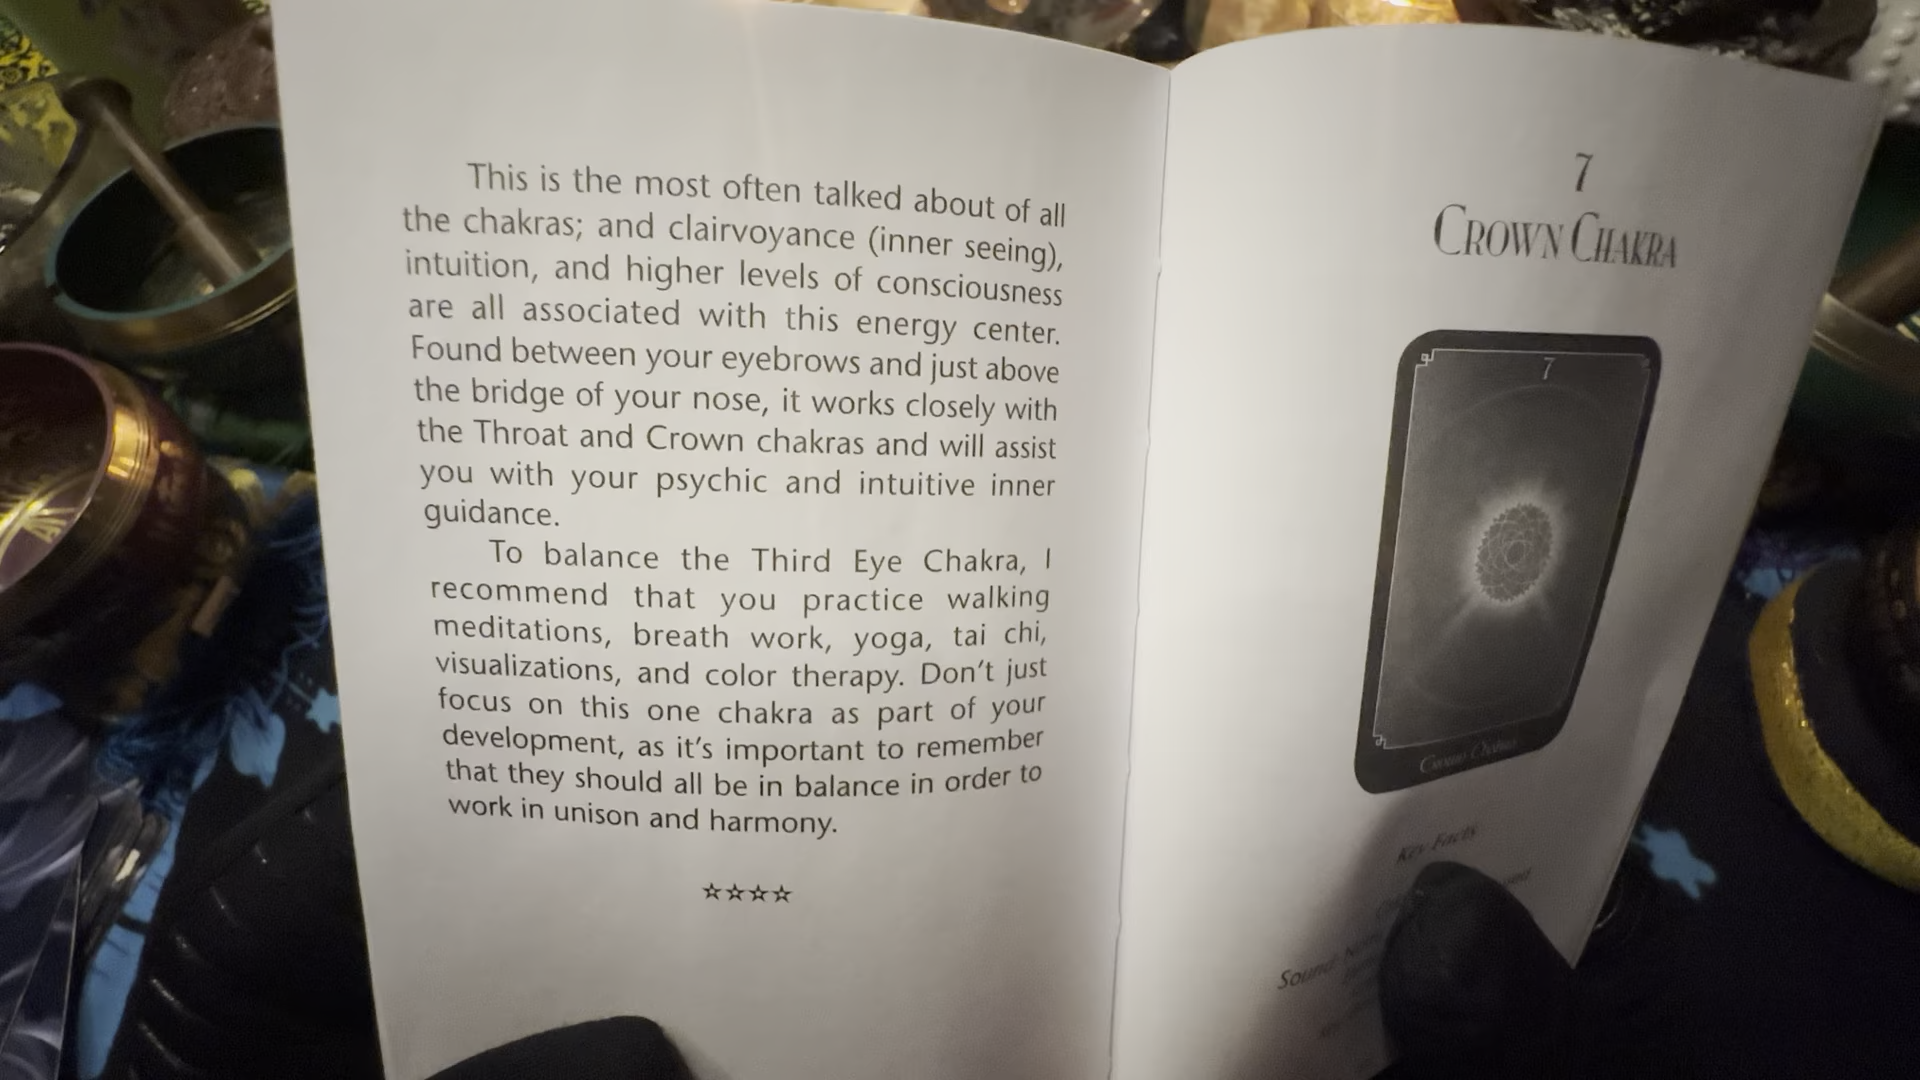 This is the most often talked about of all
the chakras; and clairvoyance (inner seeing),
intuition, and higher levels of consciousness
are all associated with this energy center.
Found between your eyebrows and just above
the bridge of your nose, it works closely with
the Throat and Crown chakras and will assist
you with your psychic and intuitive inner
guidance.
To balance the Third Eye Chakra, I
recommend that you practice walking
meditations, breath work, yoga, tai chi,
visualizations, and color therapy. Don't just
focus on this one chakra as part of your
development, as it's important to remember
that they should all be in balance in order to
work in unison and harmony.
☆☆☆☆
7
CROWN CHAKRA
7
Crown Chakra
Key Facts
Sound: